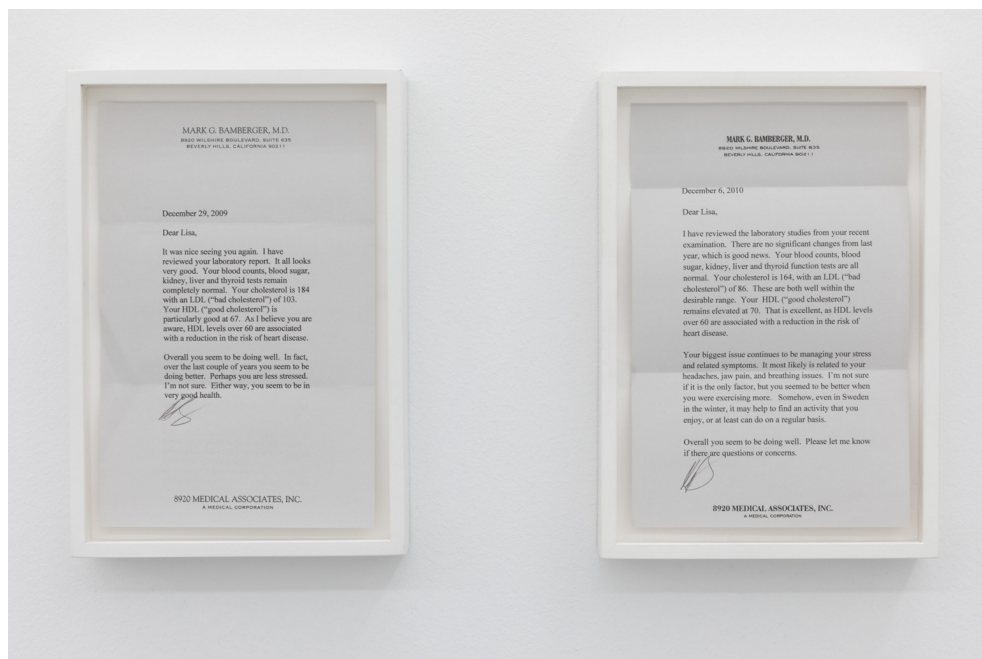 MARK G. BAMBERGER, M.D.
8920 WILSHIRE BOULEVARD, SUITE 635
BEVERLY HILLS, CALIFORNIA 90211
December 29, 2009
Dear Lisa,
It was nice seeing you again. I have
reviewed your laboratory report. It all looks
very good. Your blood counts, blood sugar,
kidney, liver and thyroid tests remain
completely normal. Your cholesterol is 184
with an LDL (“bad cholesterol”) of 103.
Your HDL (“good cholesterol”) is
particularly good at 67. As I believe you are
aware, HDL levels over 60 are associated
with a reduction in the risk of heart disease.
Overall you seem to be doing well. In fact,
over the last couple of years you seem to be
doing better. Perhaps you are less stressed.
I’m not sure. Either way, you seem to be in
very good health.
8920 MEDICAL ASSOCIATES, INC.
A MEDICAL CORPORATION
MARK G. BAMBERGER, M.D.
8920 WILSHIRE BOULEVARD, SUITE 635
BEVERLY HILLS, CALIFORNIA 90211
December 6, 2010
Dear Lisa,
I have reviewed the laboratory studies from your recent
examination. There are no significant changes from last
year, which is good news. Your blood counts, blood
sugar, kidney, liver and thyroid function tests are all
normal. Your cholesterol is 164, with an LDL (“bad
cholesterol”) of 86. These are both well within the
desirable range. Your HDL (“good cholesterol”)
remains elevated at 70. That is excellent, as HDL levels
over 60 are associated with a reduction in the risk of
heart disease.
Your biggest issue continues to be managing your stress
and related symptoms. It most likely is related to your
headaches, jaw pain, and breathing issues. I’m not sure
if it is the only factor, but you seemed to be better when
you were exercising more. Somehow, even in Sweden
in the winter, it may help to find an activity that you
enjoy, or at least can do on a regular basis.
Overall you seem to be doing well. Please let me know
if there are questions or concerns.
8920 MEDICAL ASSOCIATES, INC.
A MEDICAL CORPORATION